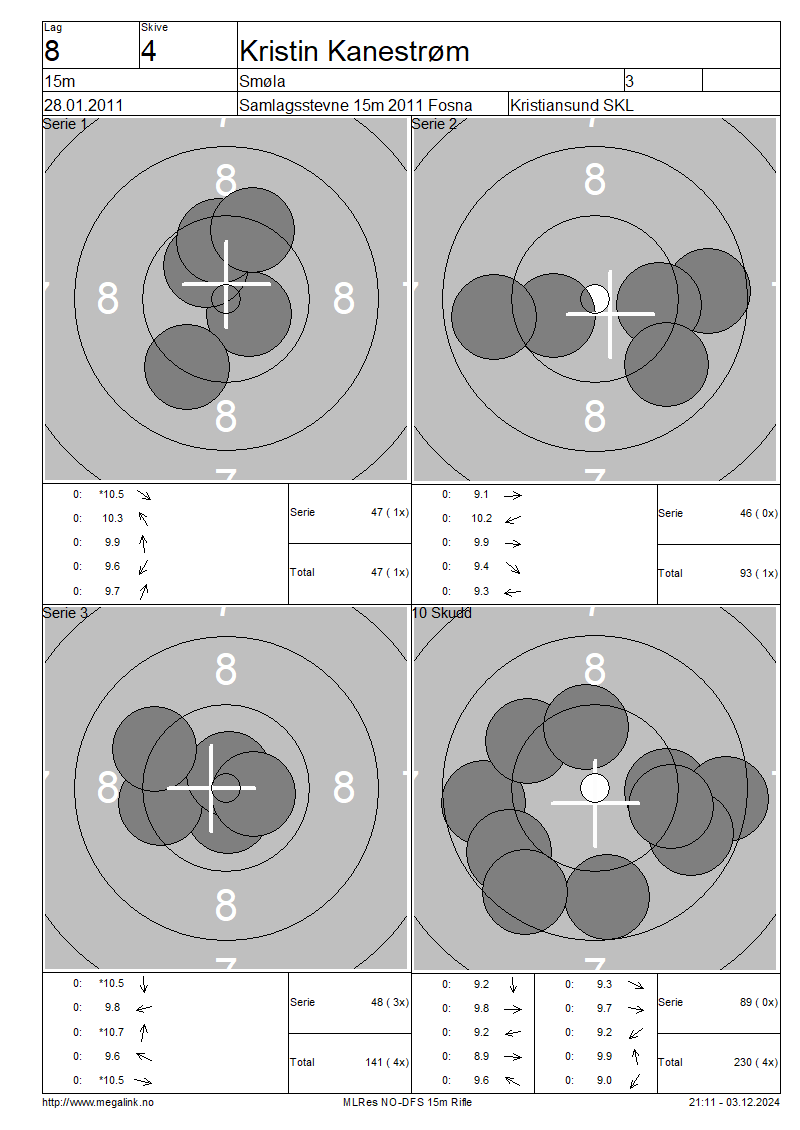 Lag
Skive
8
4
Kristin Kanestrøm
15m
Smøla
3
28.01.2011
Samlagsstevne 15m 2011 Fosna
Kristiansund SKL
Serie 1
7
8
7 8 8
8
7
Serie 2
7
8
7
8
7
0: *10.5
0: 10.3
0: 9.9
0: 9.6
0: 9.7
Serie 47 ( 1x)
Total 47 ( 1x)
0: 9.1
0: 10.2
0: 9.9
0: 9.4
0: 9.3
Serie 46 ( 0x)
Total 93 ( 1x)
Serie 3
7
8
7 8 8
8
7
10 Skudd
7
8
7
7
0: *10.5
0: 9.8
0: *10.7
0: 9.6
0: *10.5
Serie 48 ( 3x)
Total 141 ( 4x)
0: 9.2 0: 9.3
0: 9.8 0: 9.7
0: 9.2 0: 9.2
0: 8.9 0: 9.9
0: 9.6 0: 9.0
Serie 89 ( 0x)
Total 230 ( 4x)
http://www.megalink.no
MLRes NO-DFS 15m Rifle
21:11 - 03.12.2024